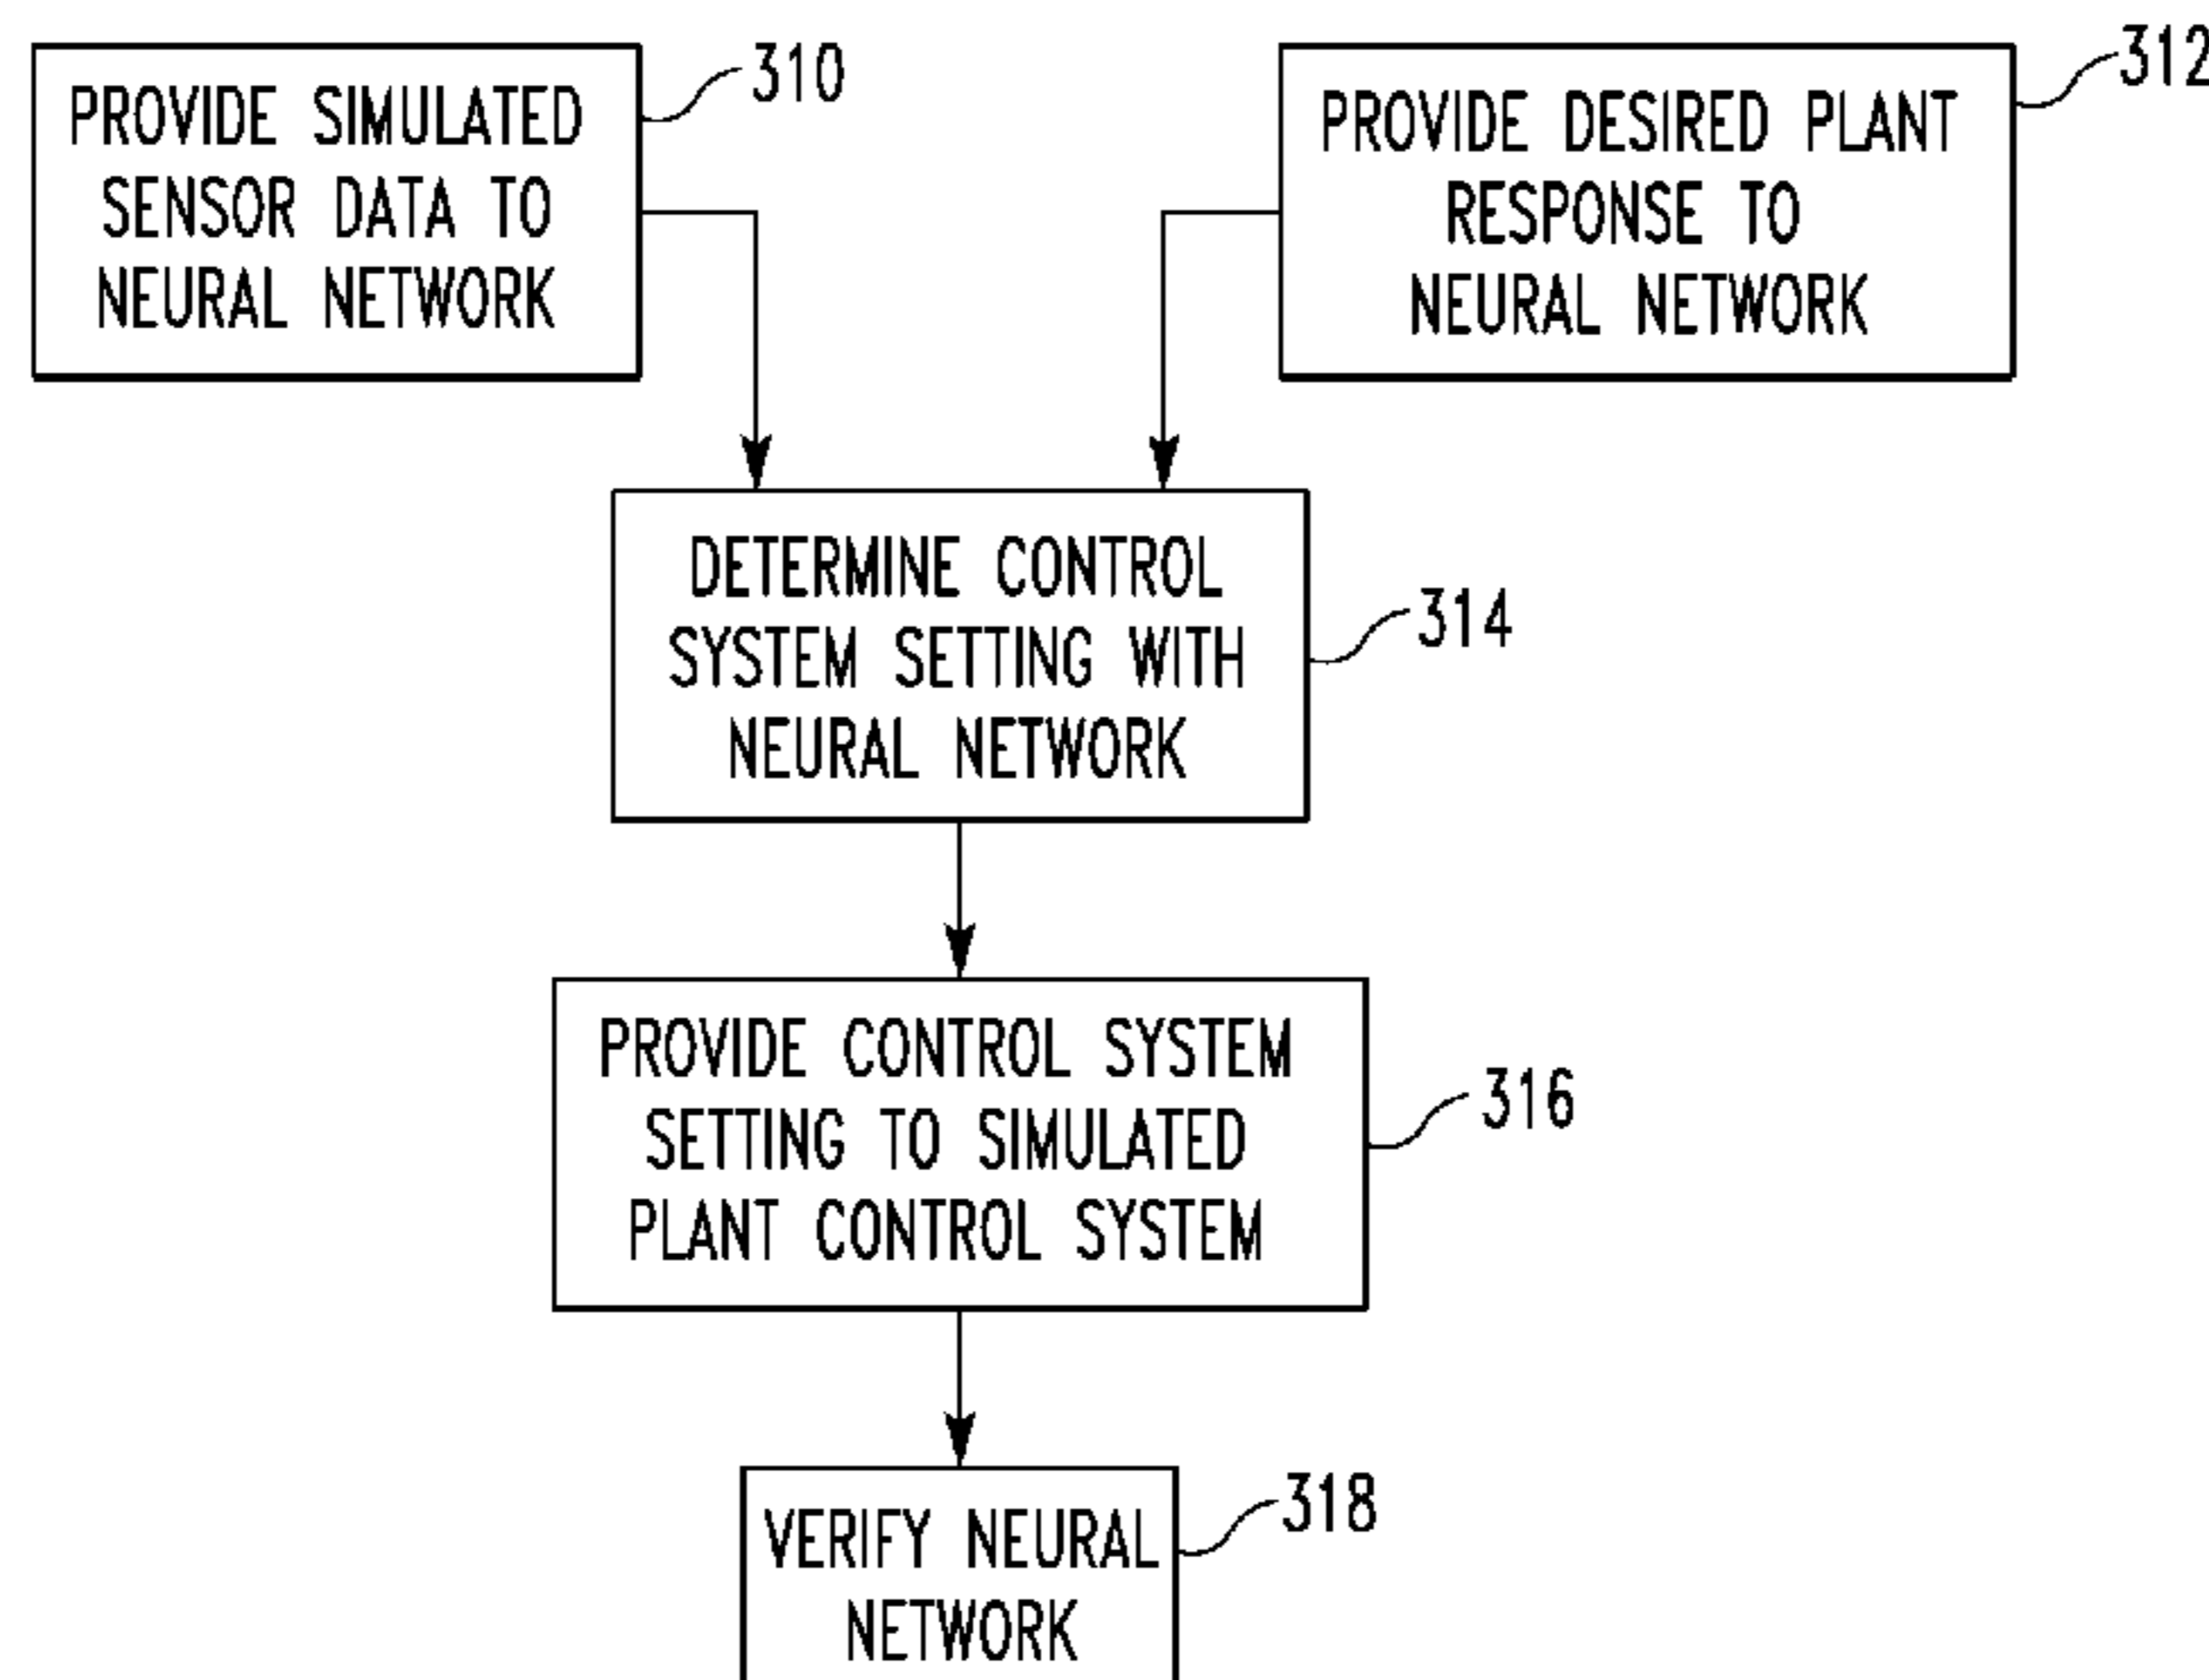 PROVIDE SIMULATED
SENSOR DATA TO
NEURAL NETWORK
310
PROVIDE DESIRED PLANT
RESPONSE TO
NEURAL NETWORK
312
DETERMINE CONTROL
SYSTEM SETTING WITH
NEURAL NETWORK
314
PROVIDE CONTROL SYSTEM
SETTING TO SIMULATED
PLANT CONTROL SYSTEM
316
VERIFY NEURAL
NETWORK
318